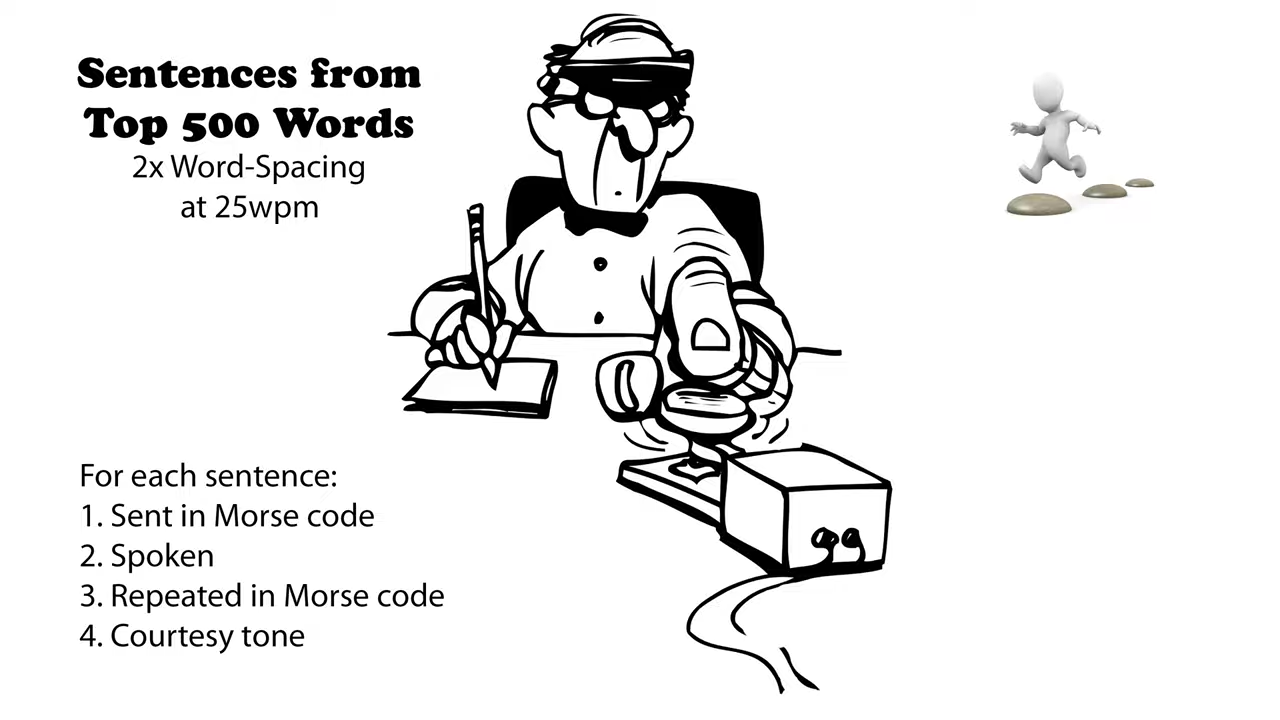 Sentences from
Top 500 Words
2x Word-Spacing
at 25wpm
For each sentence:
1. Sent in Morse code
2. Spoken
3. Repeated in Morse code
4. Courtesy tone